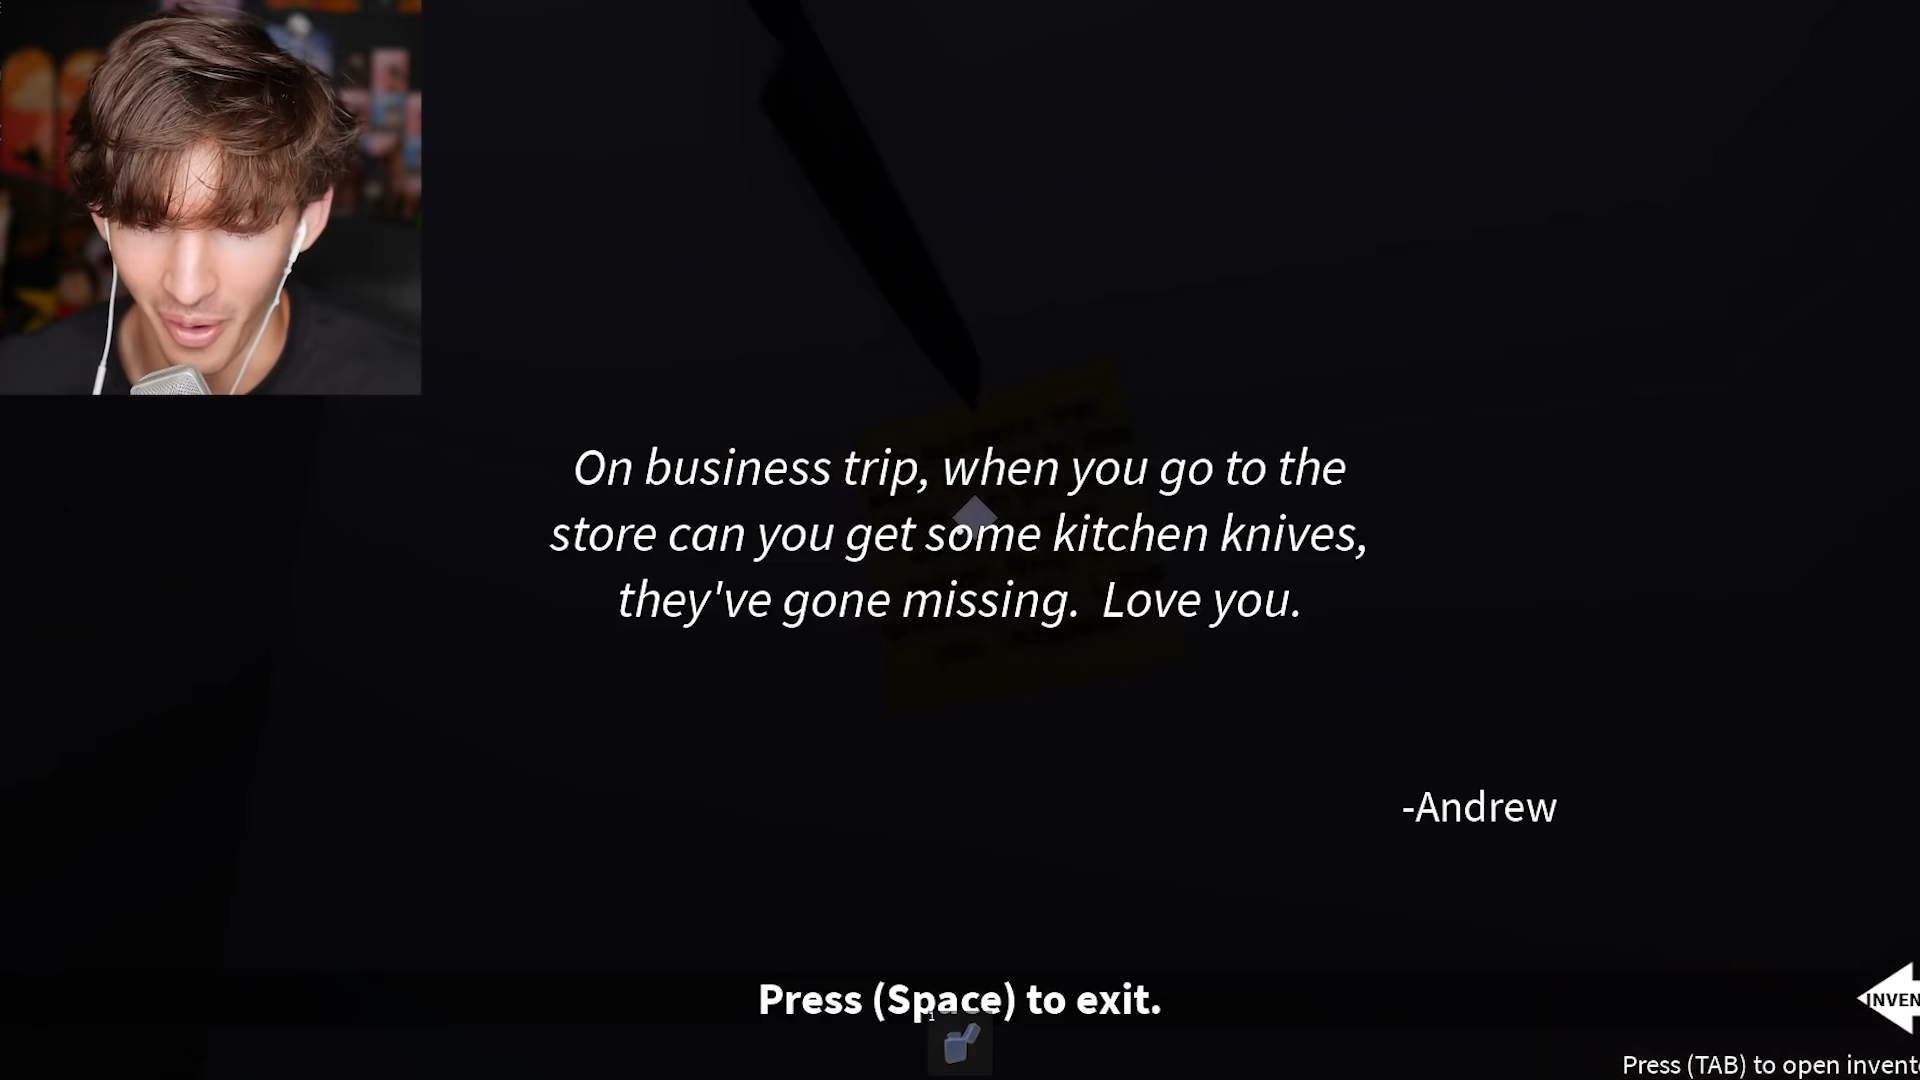 On business trip, when you go to the
store can you get some kitchen knives,
they've gone missing.  Love you.
-Andrew
Press (Space) to exit.
1
INVEN
Press (TAB) to open invent